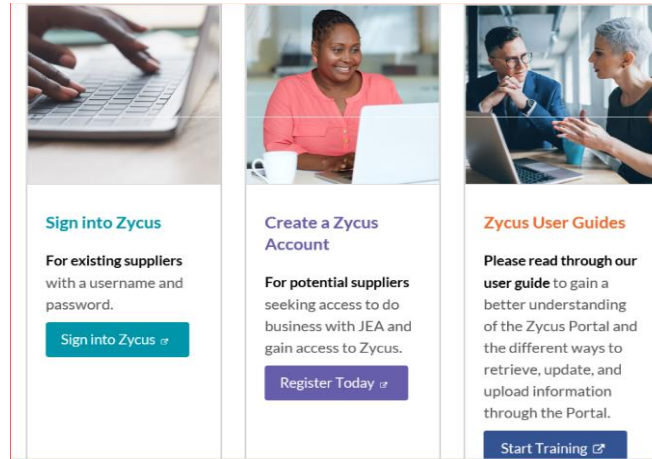 Sign into Zycus
For existing suppliers
with a username and
password.
Sign into Zycus
Create a Zycus
Account
For potential suppliers
seeking access to do
business with JEA and
gain access to Zycus.
Register Today
Zycus User Guides
Please read through our
user guide to gain a
better understanding
of the Zycus Portal and
the different ways to
retrieve, update, and
upload information
through the Portal.
Start Training